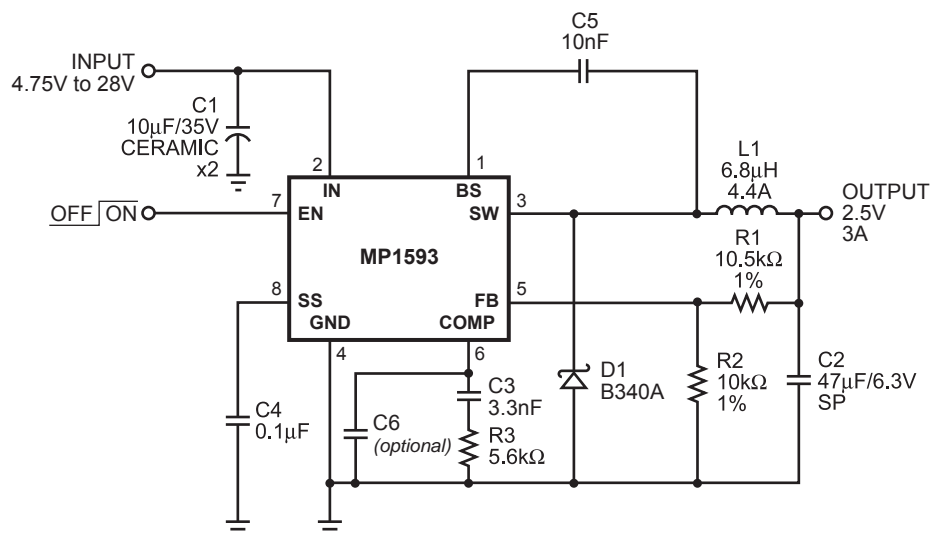 C5
10nF
INPUT
4.75V to 28V
C1
10µF/35V
CERAMIC
x2
2
1
IN
BS
L1
6.8µH
4.4A
7
EN
SW
3
OFF ON
OUTPUT
2.5V
3A
MP1593
R1
10.5kΩ
1%
8
SS
FB
5
GND
COMP
4
6
C4
0.1µF
C6
(optional)
C3
3.3nF
R3
5.6kΩ
D1
B340A
R2
10kΩ
1%
C2
47µF/6.3V
SP